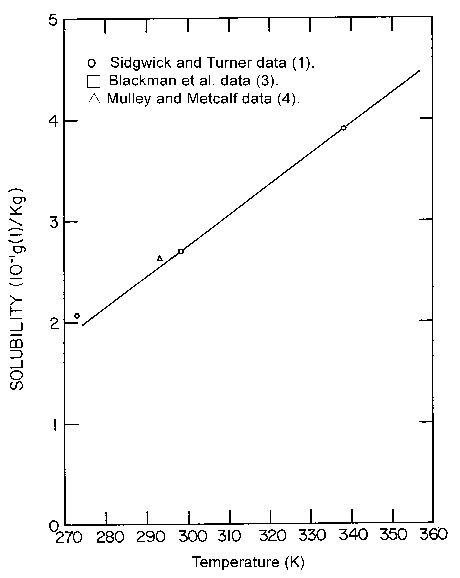 5
○ Sidgwick and Turner data (1).
□ Blackman et al. data (3).
△ Mulley and Metcalf data (4).
4
3
2
1
0
SOLUBILITY (10⁻¹g(1)/Kg)
270 280 290 300 310 320 330 340 350 360
Temperature (K)